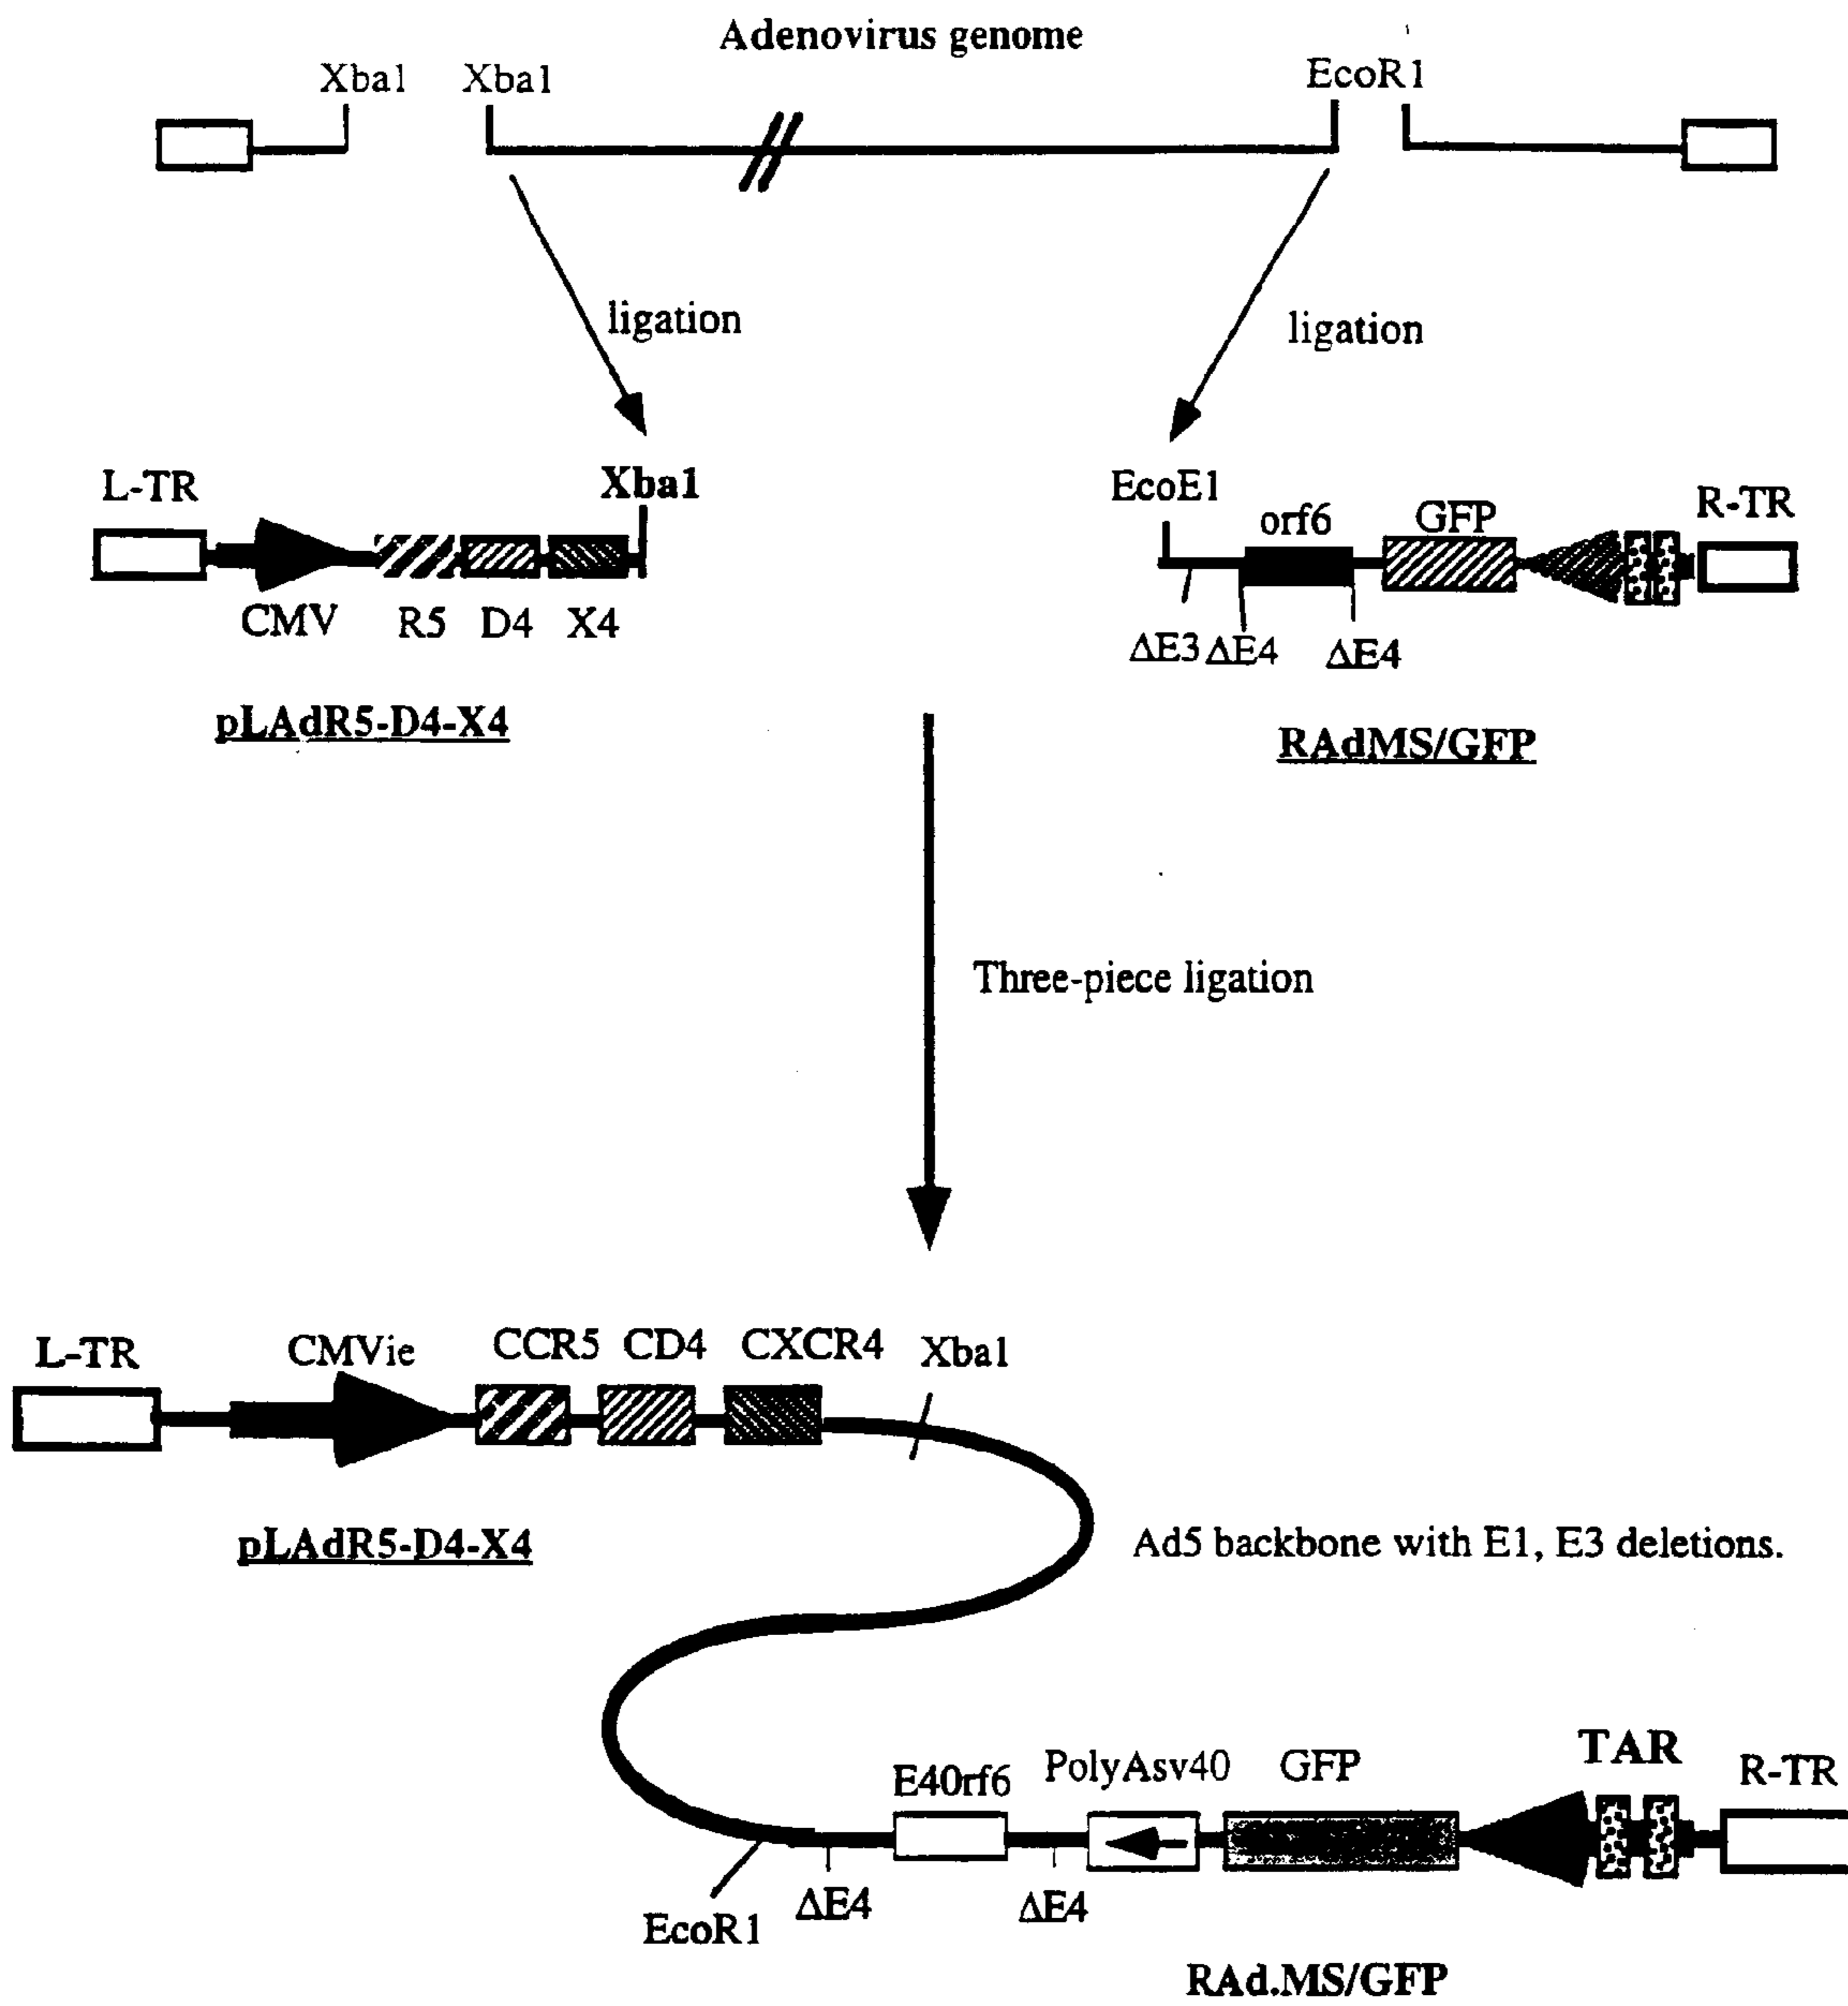 Adenovirus genome
Xba1 Xba1 EcoR1
ligation ligation
L-TR Xba1 EcoE1 orf6 GFP R-TR
CMV R5 D4 X4 ΔE3 ΔE4 ΔE4
pLAdR5-D4-X4 RAdMS/GFP
Three-piece ligation
L-TR CMVie CCR5 CD4 CXCR4 Xba1
pLAdR5-D4-X4 Ad5 backbone with E1, E3 deletions.
E4Orf6 PolyAsv40 GFP TAR R-TR
EcoR1 ΔE4 ΔE4
RAd.MS/GFP